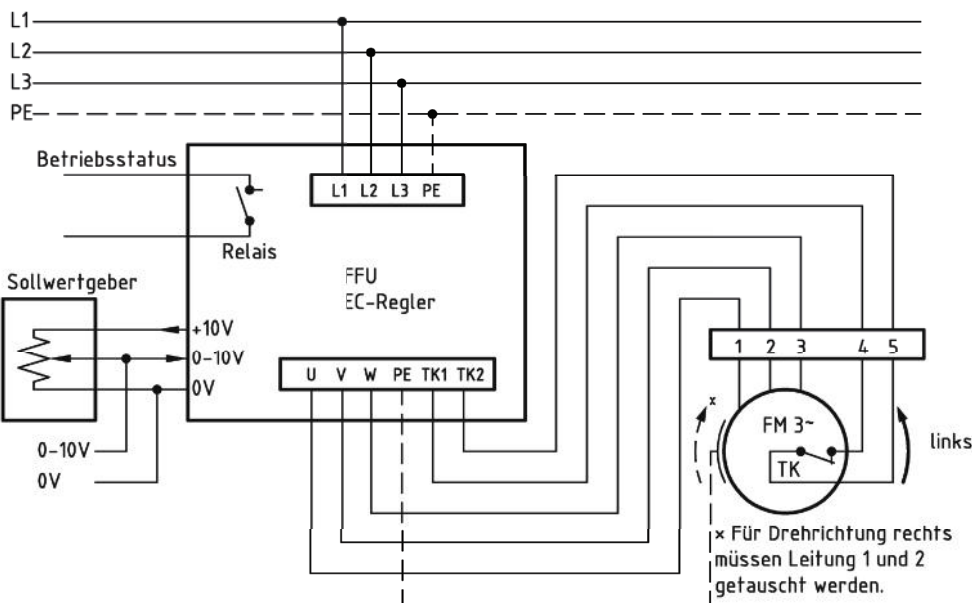 L1
L2
L3
PE
Betriebsstatus
L1 L2 L3 PE
Relais
Sollwertgeber
FFU
EC-Regler
+10V
0-10V
0V
U V W PE TK1 TK2
1 2 3 4 5
x
FM 3~
TK
links
0-10V
0V
× Für Drehrichtung rechts
müssen Leitung 1 und 2
getauscht werden.